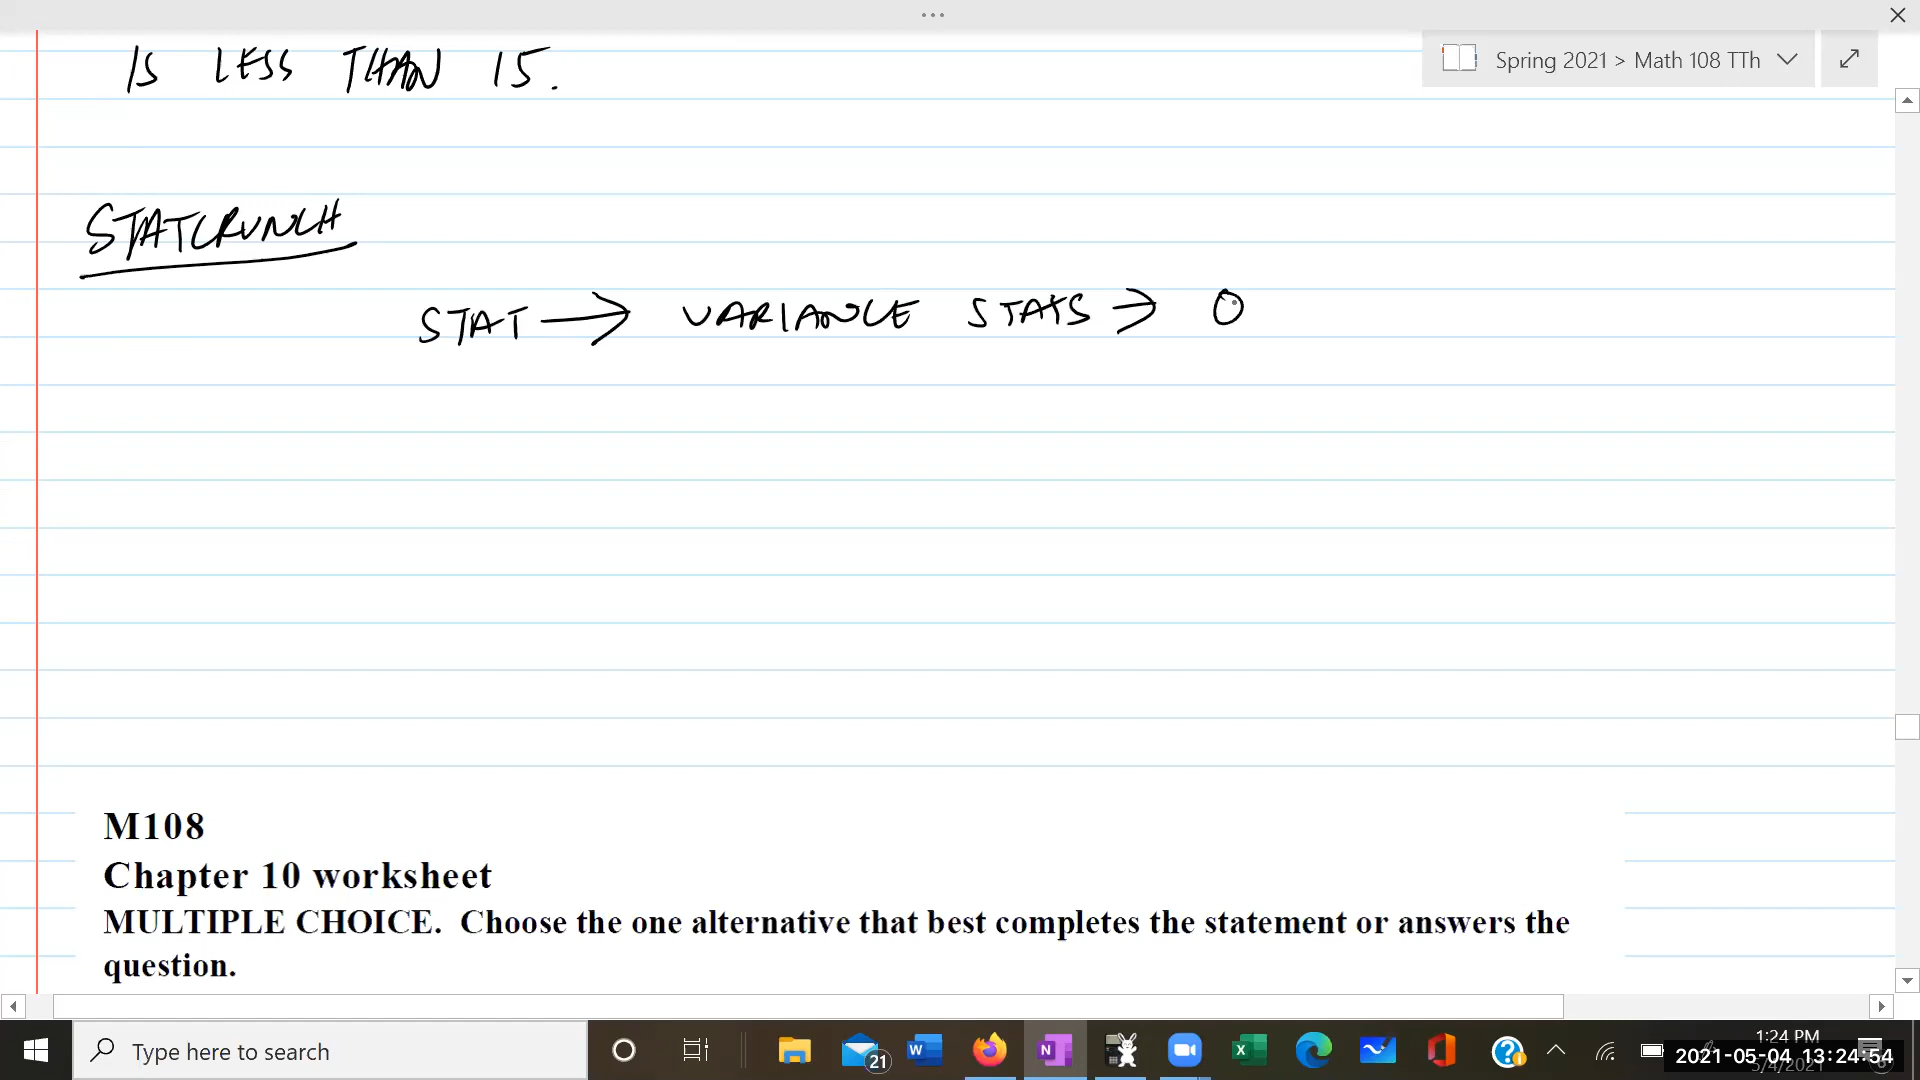 IS LESS THAN 15.
Spring 2021 > Math 108 TTh
STATCRUNCH
STAT → VARIANCE STATS → O
M108
Chapter 10 worksheet
MULTIPLE CHOICE. Choose the one alternative that best completes the statement or answers the
question.
Type here to search
21
1:24 PM
2021-05-04 13:24:54